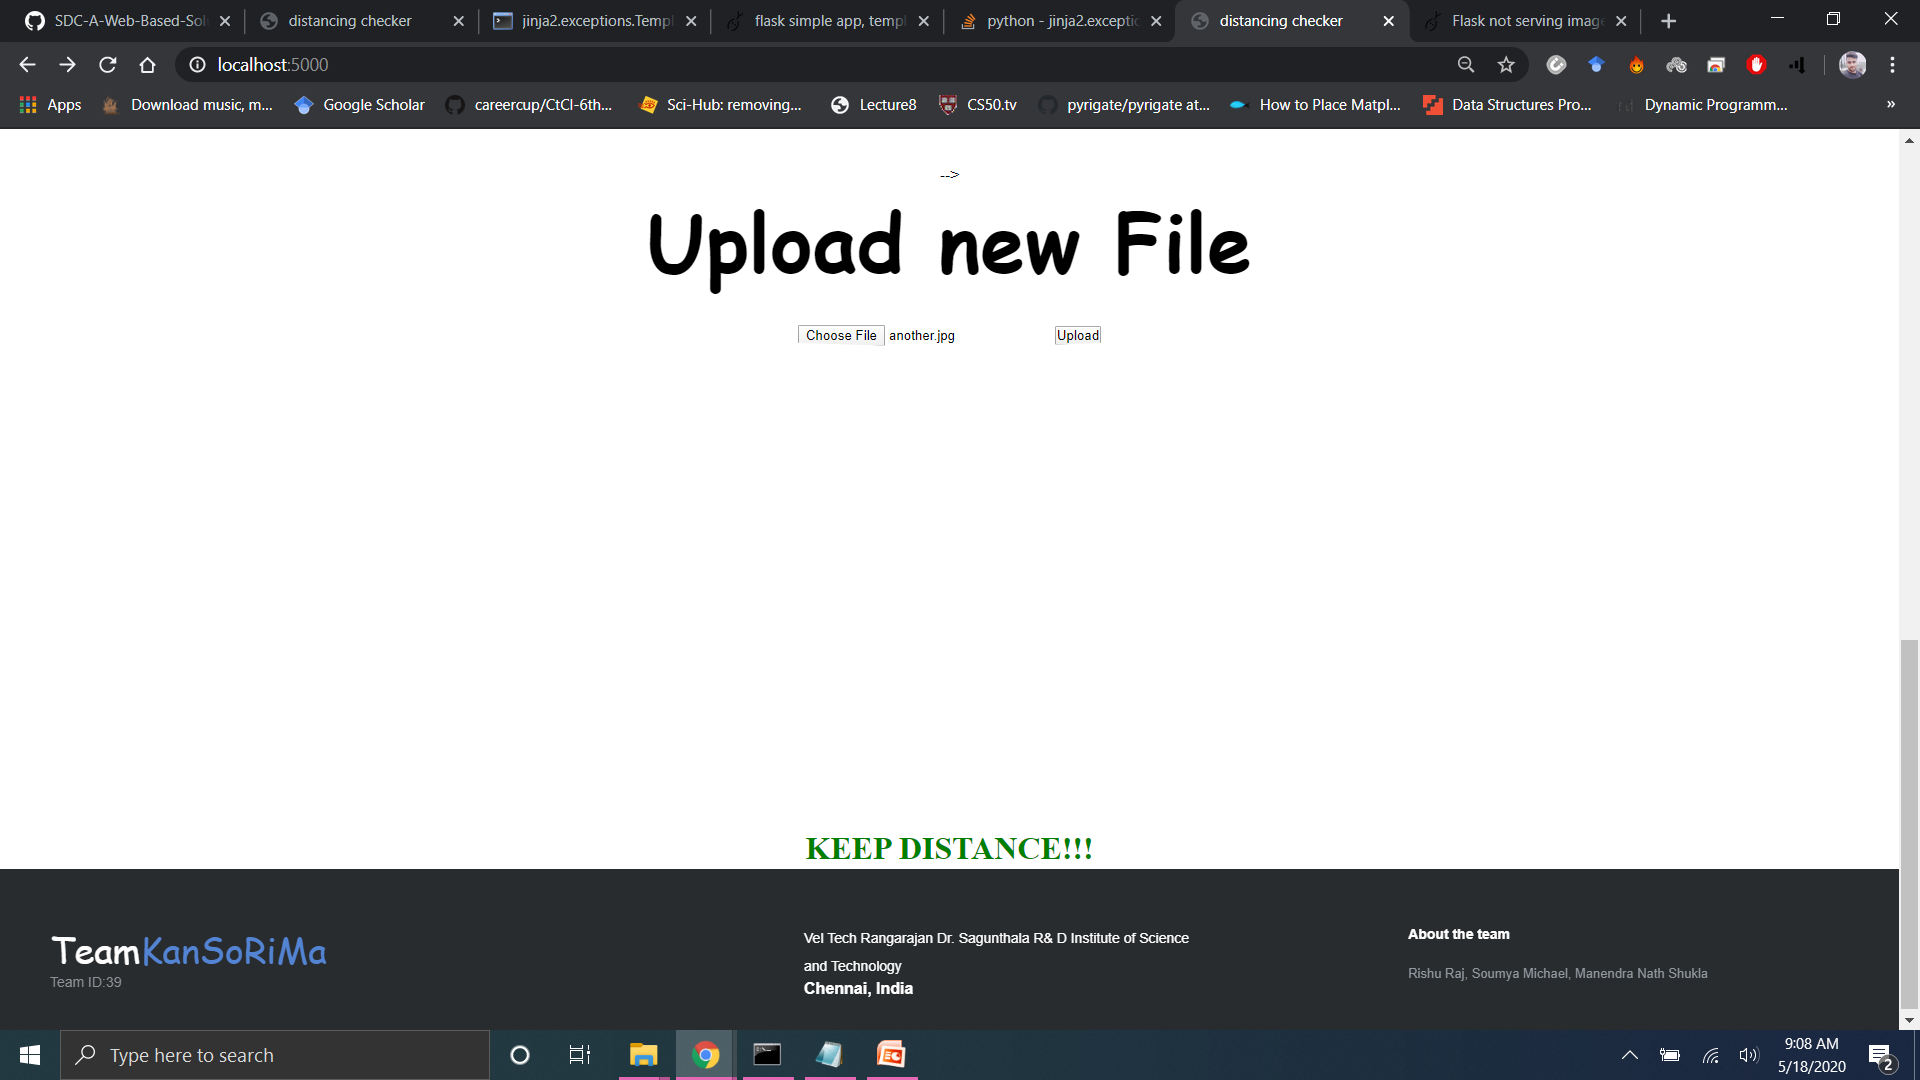 SDC-A-Web-Based-Sol
distancing checker
jinja2.exceptions.Templ
flask simple app, templ
python - jinja2.exceptio
distancing checker
Flask not serving image
localhost:5000
Apps
Download music, m...
Google Scholar
careercup/CtCI-6th...
Sci-Hub: removing...
Lecture8
CS50.tv
pyrigate/pyrigate at...
How to Place Matpl...
Data Structures Pro...
Dynamic Programm...
»
-->
Upload new File
Choose File another.jpg
Upload
KEEP DISTANCE!!!
TeamKanSoRiMa
Team ID:39
Vel Tech Rangarajan Dr. Sagunthala R& D Institute of Science
and Technology
Chennai, India
About the team
Rishu Raj, Soumya Michael, Manendra Nath Shukla
Type here to search
9:08 AM
5/18/2020
2